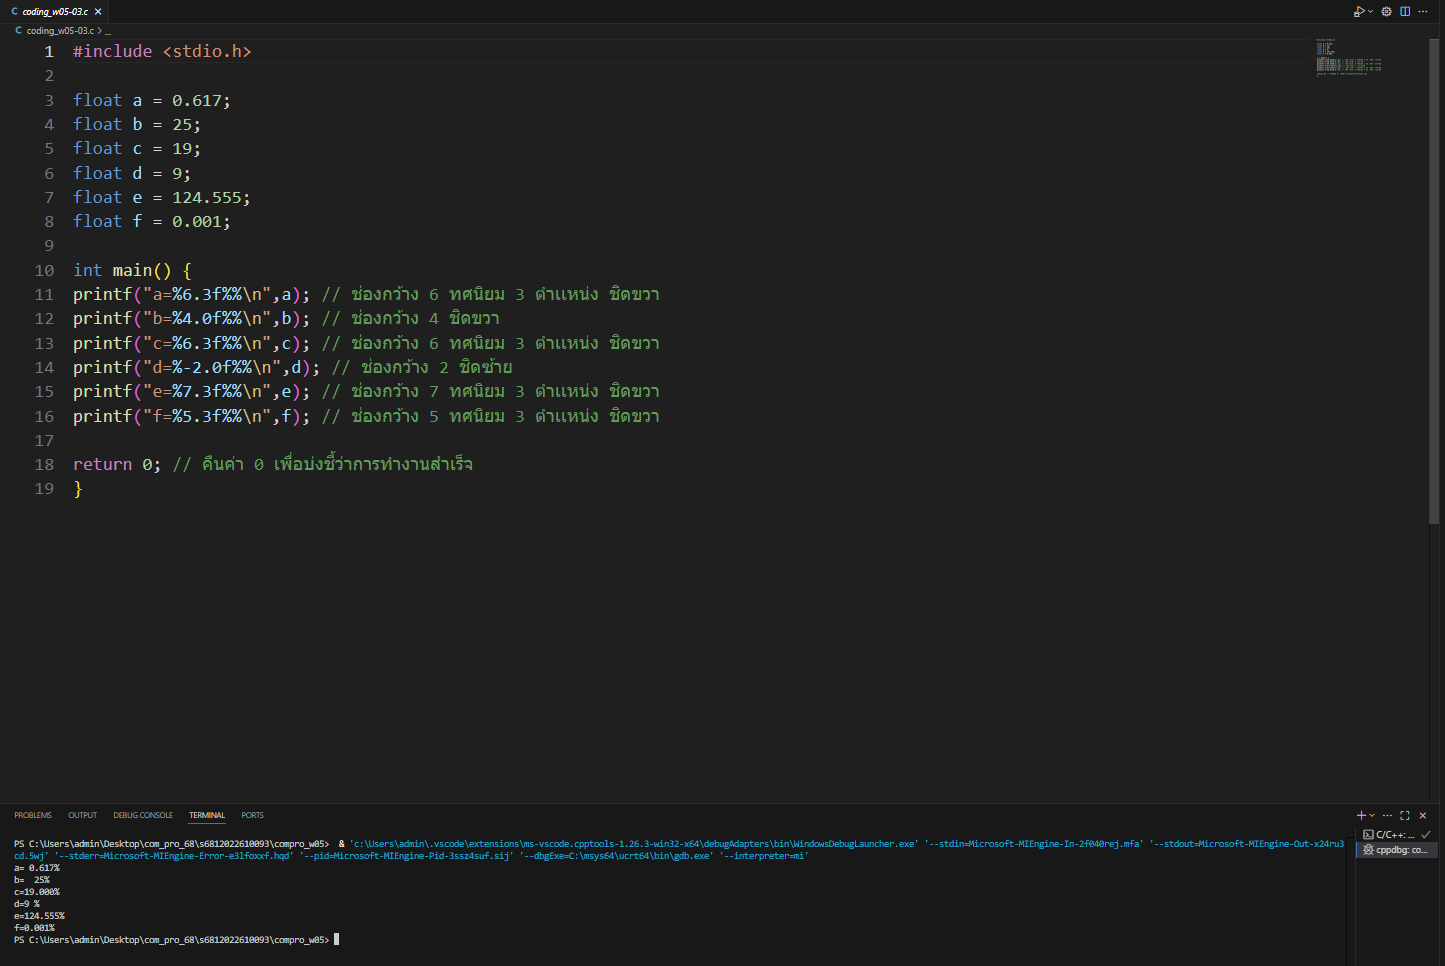 coding_w05-03.c
coding_w05-03.c > ...
1 #include <stdio.h>
2
3 float a = 0.617;
4 float b = 25;
5 float c = 19;
6 float d = 9;
7 float e = 124.555;
8 float f = 0.001;
9
10 int main() {
11 printf("a=%6.3f%%\n",a); // ช่องกว้าง 6 ทศนิยม 3 ตำแหน่ง ชิดขวา
12 printf("b=%4.0f%%\n",b); // ช่องกว้าง 4 ชิดขวา
13 printf("c=%6.3f%%\n",c); // ช่องกว้าง 6 ทศนิยม 3 ตำแหน่ง ชิดขวา
14 printf("d=%-2.0f%%\n",d); // ช่องกว้าง 2 ชิดซ้าย
15 printf("e=%7.3f%%\n",e); // ช่องกว้าง 7 ทศนิยม 3 ตำแหน่ง ชิดขวา
16 printf("f=%5.3f%%\n",f); // ช่องกว้าง 5 ทศนิยม 3 ตำแหน่ง ชิดขวา
17
18 return 0; // คืนค่า 0 เพื่อบ่งชี้ว่าการทำงานสำเร็จ
19 }
PROBLEMS OUTPUT DEBUG CONSOLE TERMINAL PORTS
C/C++: ...
cppdbg: co...
PS C:\Users\admin\Desktop\com_pro_68\s6812022610093\compro_w05> & 'c:\Users\admin\.vscode\extensions\ms-vscode.cpptools-1.26.3-win32-x64\debugAdapters\bin\WindowsDebugLauncher.exe' '--stdin=Microsoft-MIEngine-In-2f040rej.mfa' '--stdout=Microsoft-MIEngine-Out-x24ru3
cd.5wj' '--stderr=Microsoft-MIEngine-Error-e3lfoxxf.hqd' '--pid=Microsoft-MIEngine-Pid-3ssz4suf.sij' '--dbgExe=C:\msys64\ucrt64\bin\gdb.exe' '--interpreter=mi'
a= 0.617%
b=  25%
c=19.000%
d=9 %
e=124.555%
f=0.001%
PS C:\Users\admin\Desktop\com_pro_68\s6812022610093\compro_w05>